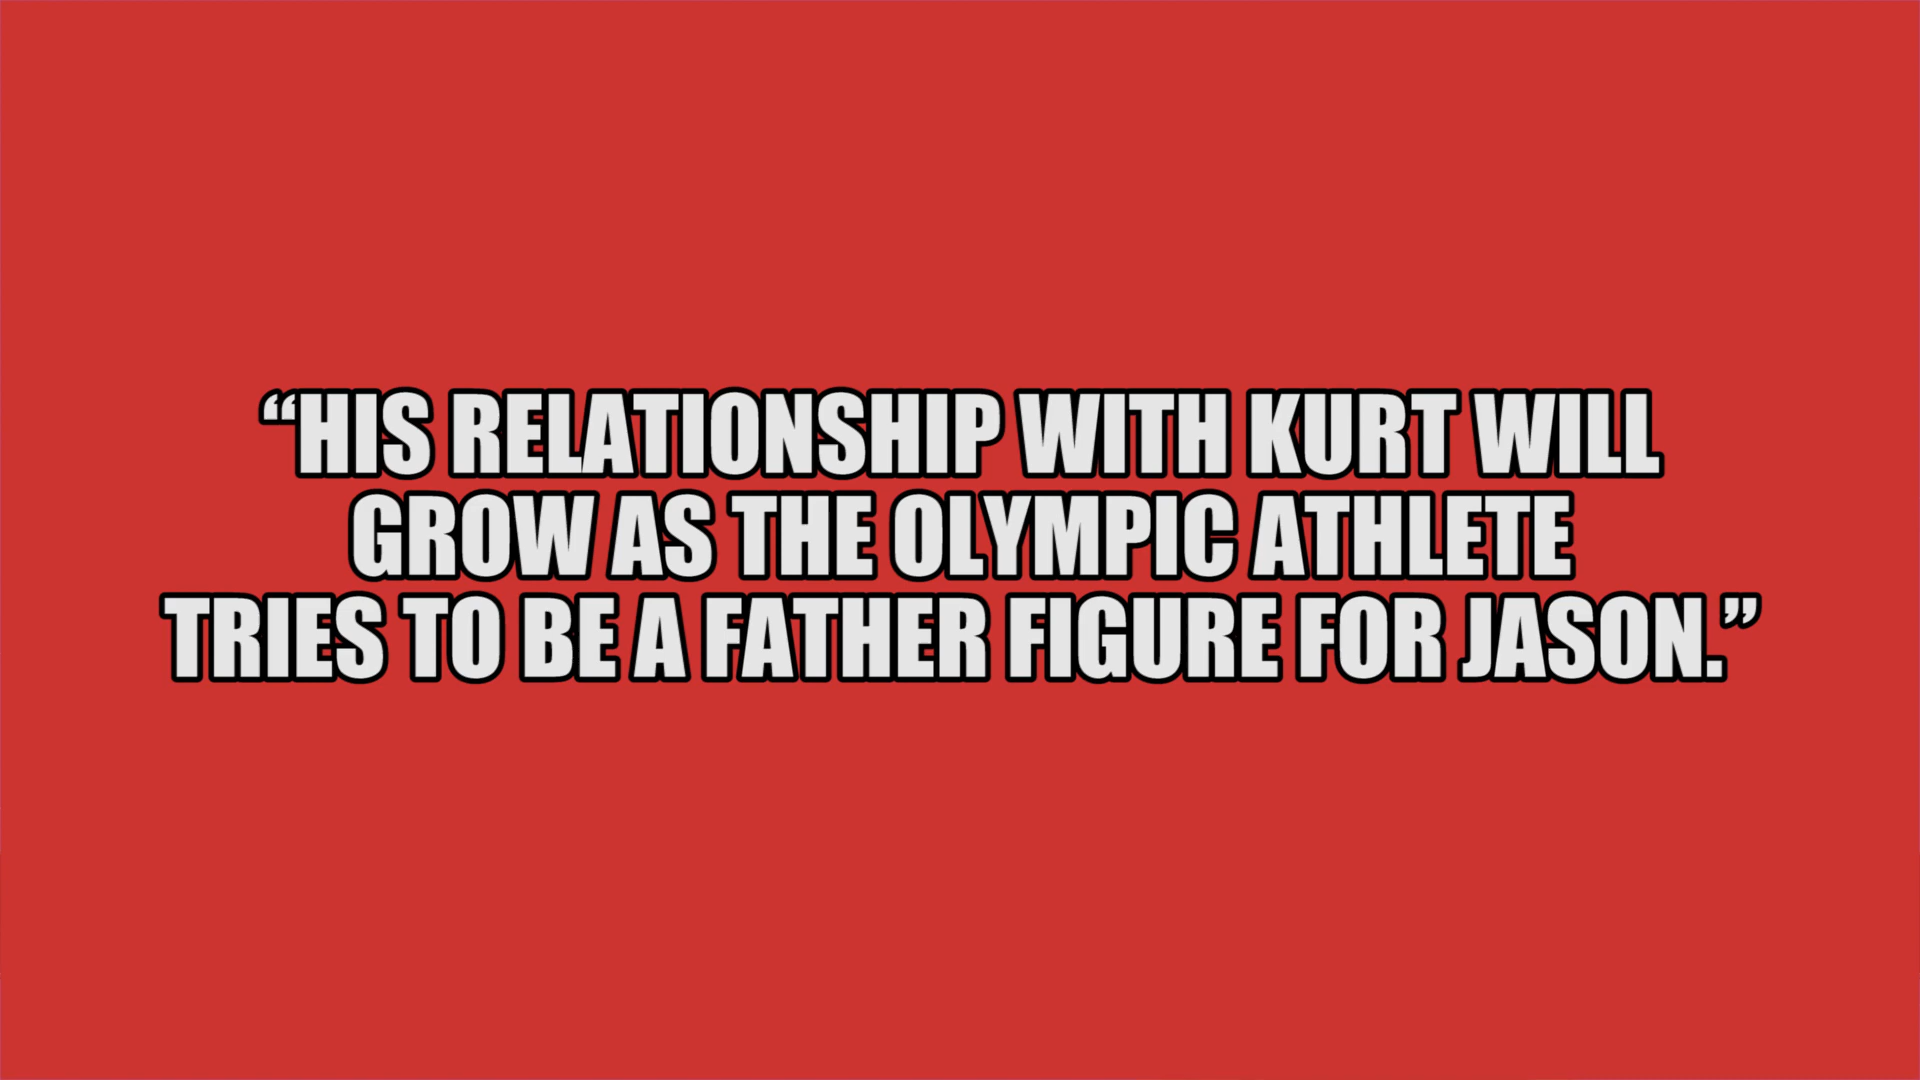 “HIS RELATIONSHIP WITH KURT WILL
GROW AS THE OLYMPIC ATHLETE
TRIES TO BE A FATHER FIGURE FOR JASON.”